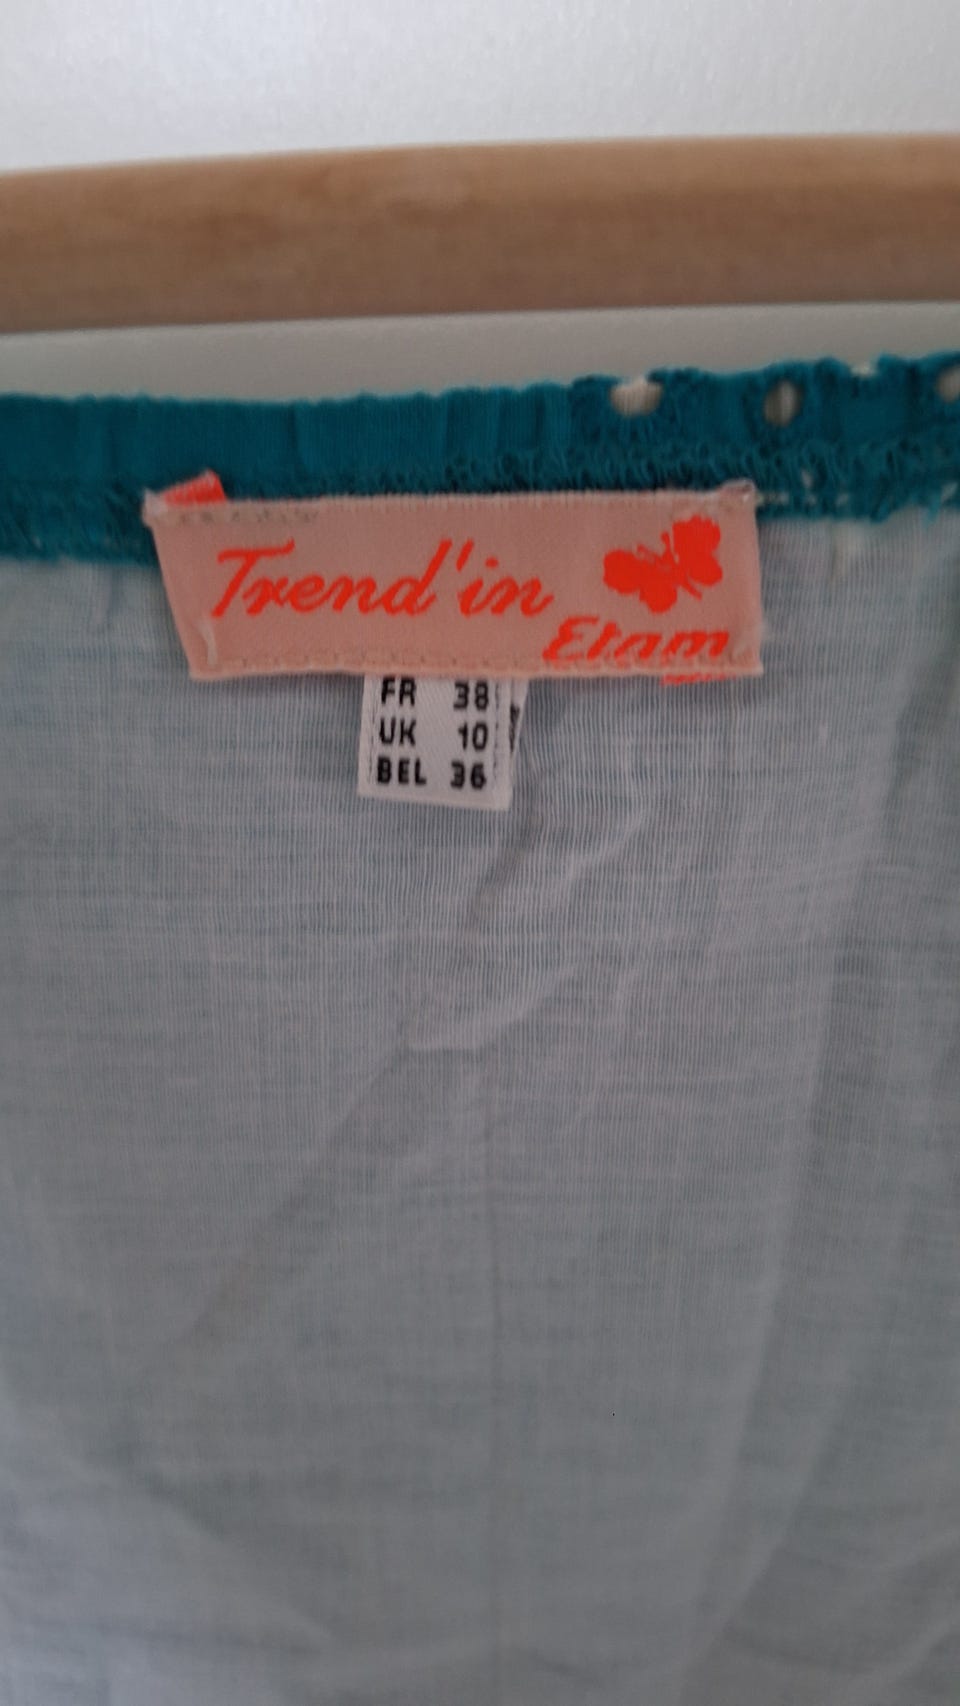 Trend'in
Etam
FR 38
UK 10
BEL 36